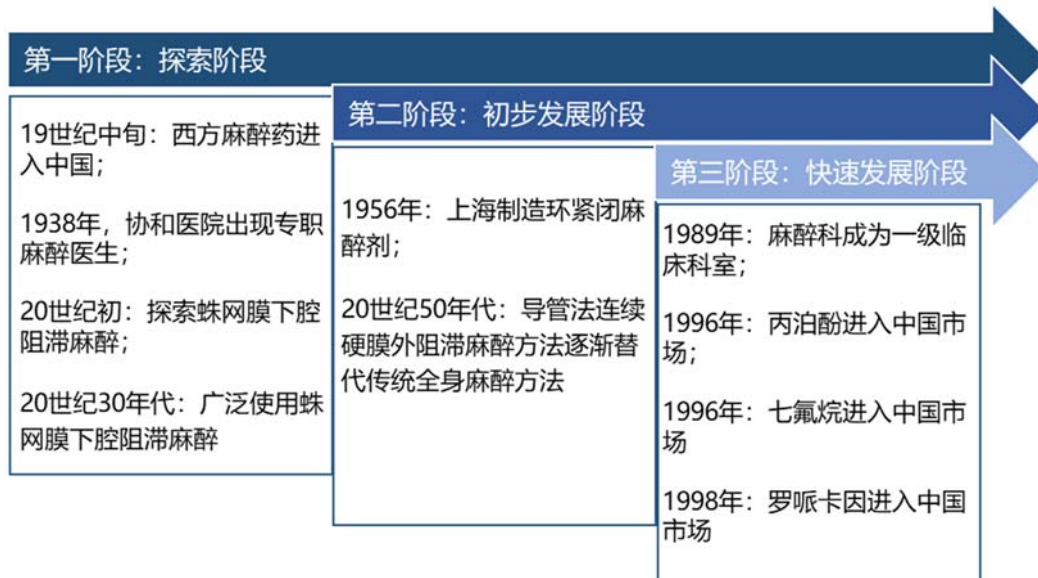 第一阶段：探索阶段
19世纪中旬：西方麻醉药进
入中国；
1938年，协和医院出现专职
麻醉医生；
20世纪初：探索蛛网膜下腔
阻滞麻醉；
20世纪30年代：广泛使用蛛
网膜下腔阻滞麻醉
第二阶段：初步发展阶段
1956年：上海制造环紧闭麻
醉剂；
20世纪50年代：导管法连续
硬膜外阻滞麻醉方法逐渐替
代传统全身麻醉方法
第三阶段：快速发展阶段
1989年：麻醉科成为一级临
床科室；
1996年：丙泊酚进入中国市
场；
1996年：七氟烷进入中国市
场
1998年：罗哌卡因进入中国
市场